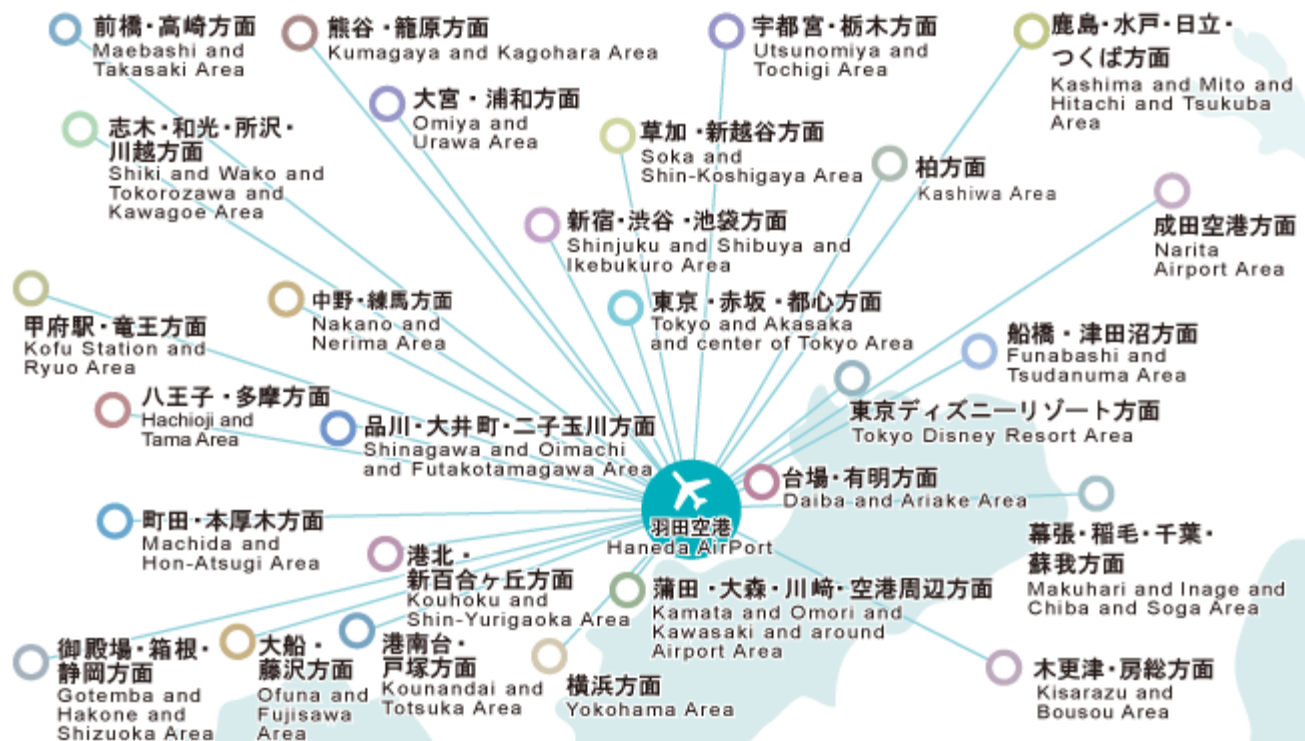 前橋・高崎方面
Maebashi and
Takasaki Area
熊谷・籠原方面
Kumagaya and Kagohara Area
宇都宮・栃木方面
Utsunomiya and
Tochigi Area
鹿島・水戸・日立・
つくば方面
Kashima and Mito and
Hitachi and Tsukuba
Area
大宮・浦和方面
Omiya and
Urawa Area
志木・和光・所沢・
川越方面
Shiki and Wako and
Tokorozawa and
Kawagoe Area
草加・新越谷方面
Soka and
Shin-Koshigaya Area
柏方面
Kashiwa Area
成田空港方面
Narita
Airport Area
新宿・渋谷・池袋方面
Shinjuku and Shibuya and
Ikebukuro Area
中野・練馬方面
Nakano and
Nerima Area
東京・赤坂・都心方面
Tokyo and Akasaka
and center of Tokyo Area
甲府駅・竜王方面
Kofu Station and
Ryuo Area
船橋・津田沼方面
Funabashi and
Tsudanuma Area
八王子・多摩方面
Hachioji and
Tama Area
品川・大井町・二子玉川方面
Shinagawa and Oimachi
and Futakotamagawa Area
東京ディズニーリゾート方面
Tokyo Disney Resort Area
台場・有明方面
Daiba and Ariake Area
羽田空港
Haneda AirPort
町田・本厚木方面
Machida and
Hon-Atsugi Area
幕張・稲毛・千葉・
蘇我方面
Makuhari and Inage and
Chiba and Soga Area
港北・
新百合ヶ丘方面
Kouhoku and
Shin-Yurigaoka Area
蒲田・大森・川﨑・空港周辺方面
Kamata and Omori and
Kawasaki and around
Airport Area
御殿場・箱根・
静岡方面
Gotemba and
Hakone and
Shizuoka Area
大船・
藤沢方面
Ofuna and
Fujisawa
Area
港南台・
戸塚方面
Kounandai and
Totsuka Area
横浜方面
Yokohama Area
木更津・房総方面
Kisarazu and
Bousou Area